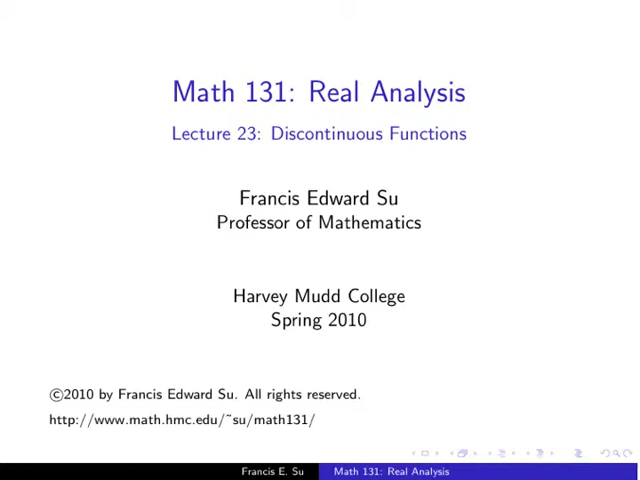 Math 131: Real Analysis
Lecture 23: Discontinuous Functions
Francis Edward Su
Professor of Mathematics
Harvey Mudd College
Spring 2010
©2010 by Francis Edward Su. All rights reserved.
http://www.math.hmc.edu/~su/math131/
Francis E. Su Math 131: Real Analysis